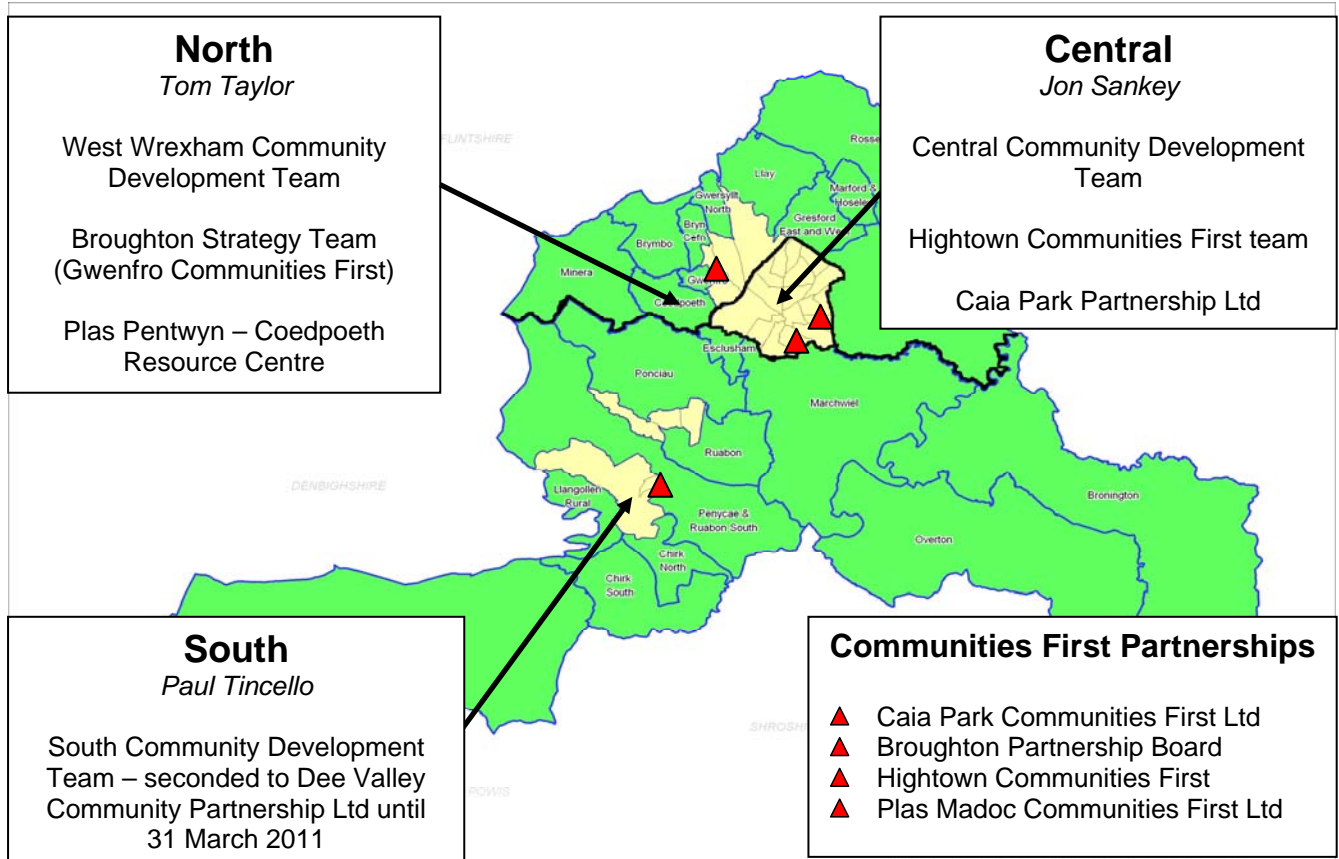 North
Tom Taylor
West Wrexham Community
Development Team
Broughton Strategy Team
(Gwenfro Communities First)
Plas Pentwyn – Coedpoeth
Resource Centre
Central
Jon Sankey
Central Community Development
Team
Hightown Communities First team
Caia Park Partnership Ltd
FLINTSHIRE
Rosse
Llay
Marford &
Hoseley
Gwersyllt
North
Gresford
East and West
Bryn
Cefn
Brymbo
Minera
Gwenfro
Coedpoeth
Esclusham
Ponciau
Marchwiel
Ruabon
DENBIGHSHIRE
Llangollen
Rural
Bronington
Penycae &
Ruabon South
Overton
Chirk
North
Chirk
South
SHROSHI
POWIS
South
Paul Tincello
South Community Development
Team – seconded to Dee Valley
Community Partnership Ltd until
31 March 2011
Communities First Partnerships
Caia Park Communities First Ltd
Broughton Partnership Board
Hightown Communities First
Plas Madoc Communities First Ltd